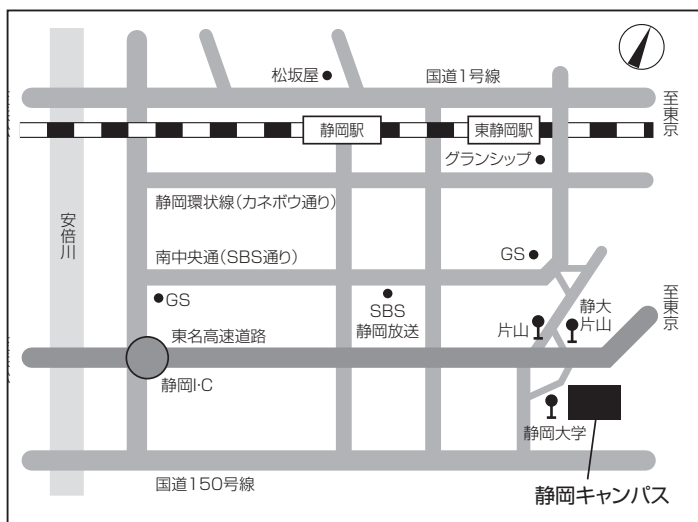 松坂屋
国道1号線
静岡駅
東静岡駅
至東京
グランシップ
静岡環状線(カネボウ通り)
安倍川
南中央通(SBS通り)
GS
GS
SBS
静岡放送
東名高速道路
片山
静大
片山
至東京
静岡I・C
静岡大学
国道150号線
静岡キャンパス